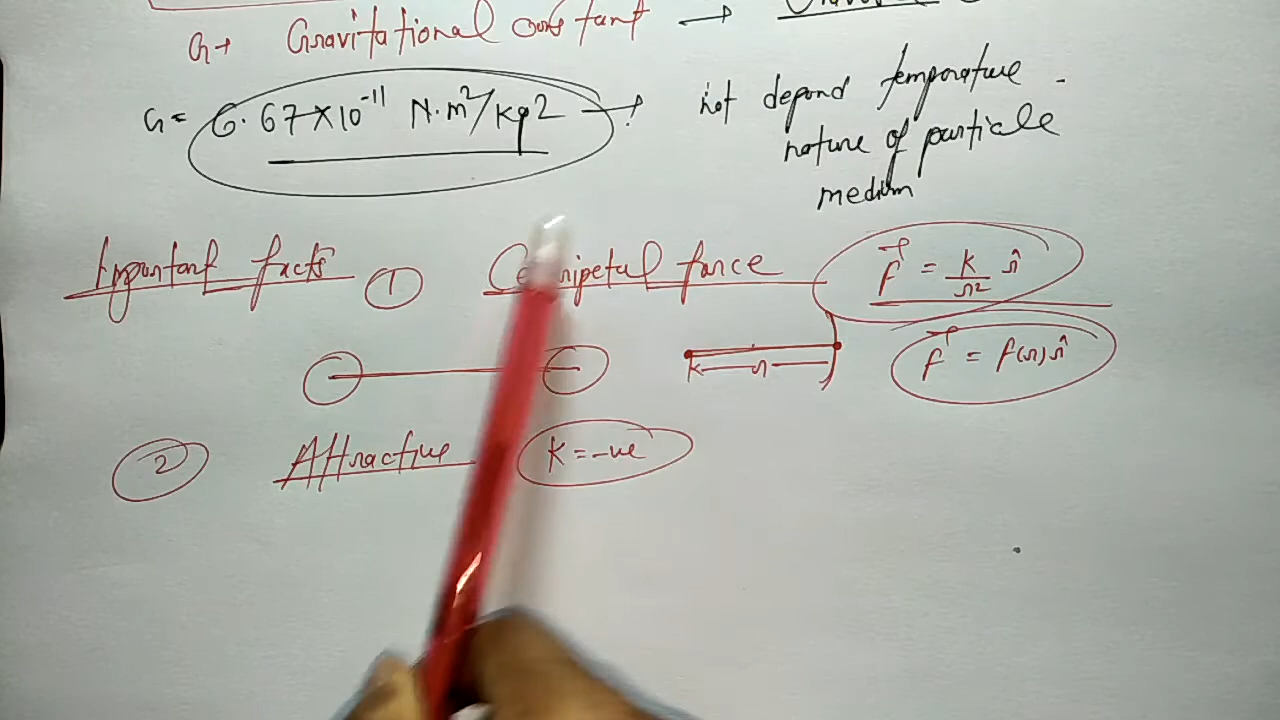 G → Gravitational constant →
G = 6.67×10⁻¹¹ N.m²/kg2 → not depend temperature
nature of particle
medium
Important facts ① Centripetal force F⃗ = K/r² r̂
K r F⃗ = f(r) r̂
② Attractive K = -ve